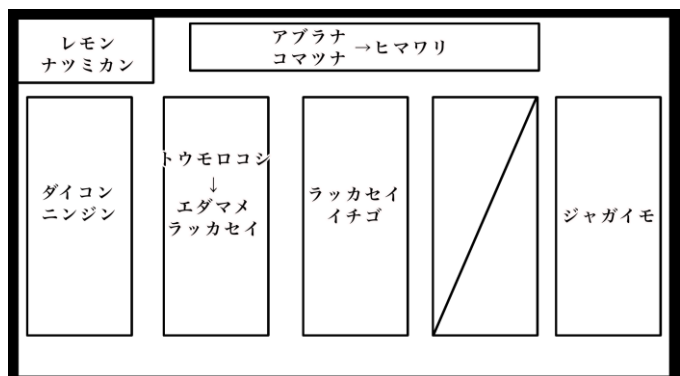 レモン
ナツミカン
アブラナ
コマツナ
→ヒマワリ
ダイコン
ニンジン
トウモロコシ
↓
エダマメ
ラッカセイ
ラッカセイ
イチゴ
ジャガイモ